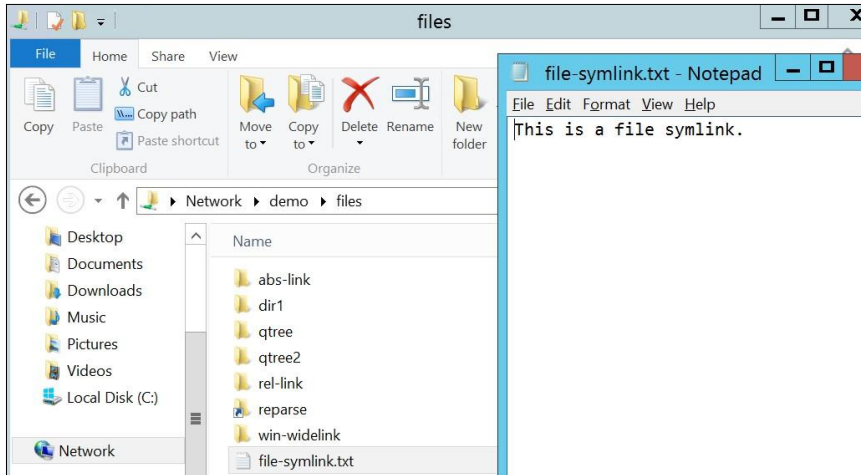 files
File Home Share View
Copy
Paste
Cut
Copy path
Paste shortcut
Clipboard
Move to
Copy to
Delete
Rename
Organize
New folder
Network demo files
Desktop
Documents
Downloads
Music
Pictures
Videos
Local Disk (C:)
Network
Name
abs-link
dir1
qtree
qtree2
rel-link
reparse
win-widelink
file-symlink.txt
file-symlink.txt - Notepad
File Edit Format View Help
This is a file symlink.